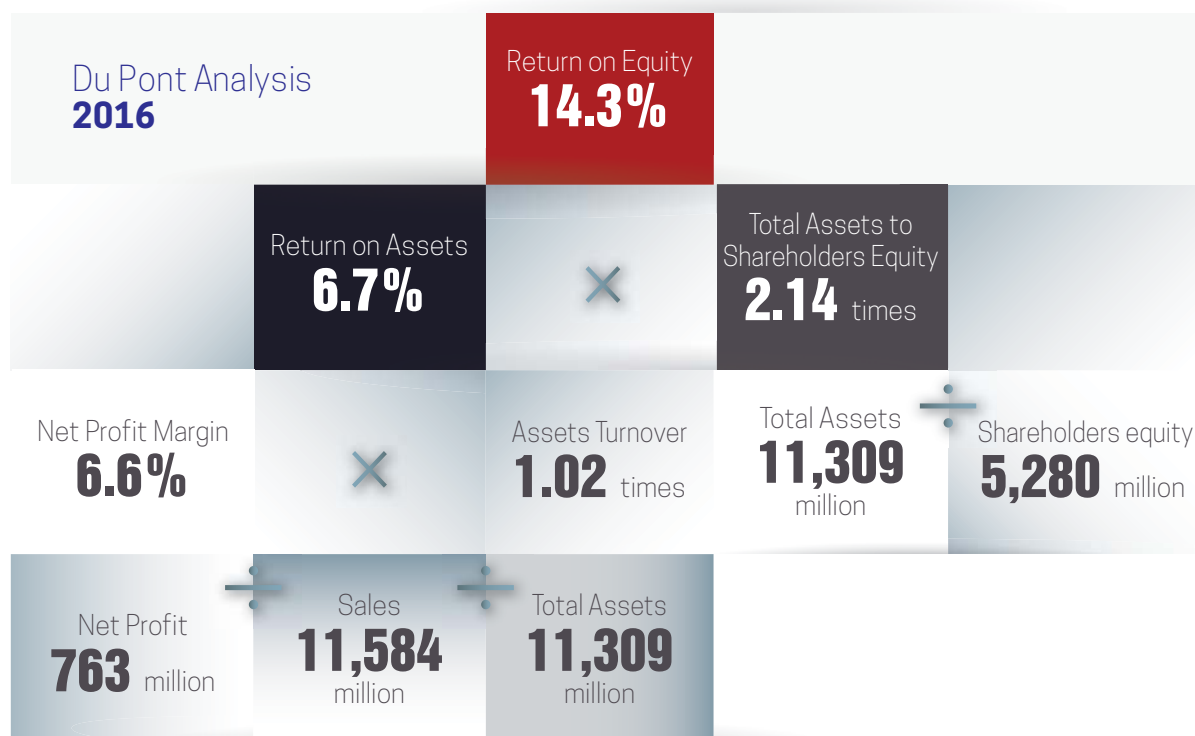 Du Pont Analysis
2016
Return on Equity
14.3%
Return on Assets
6.7%
×
Total Assets to
Shareholders Equity
2.14 times
Net Profit Margin
6.6%
×
Assets Turnover
1.02 times
Total Assets
11,309
million
÷
Shareholders equity
5,280 million
Net Profit
763 million
÷
Sales
11,584
million
÷
Total Assets
11,309
million